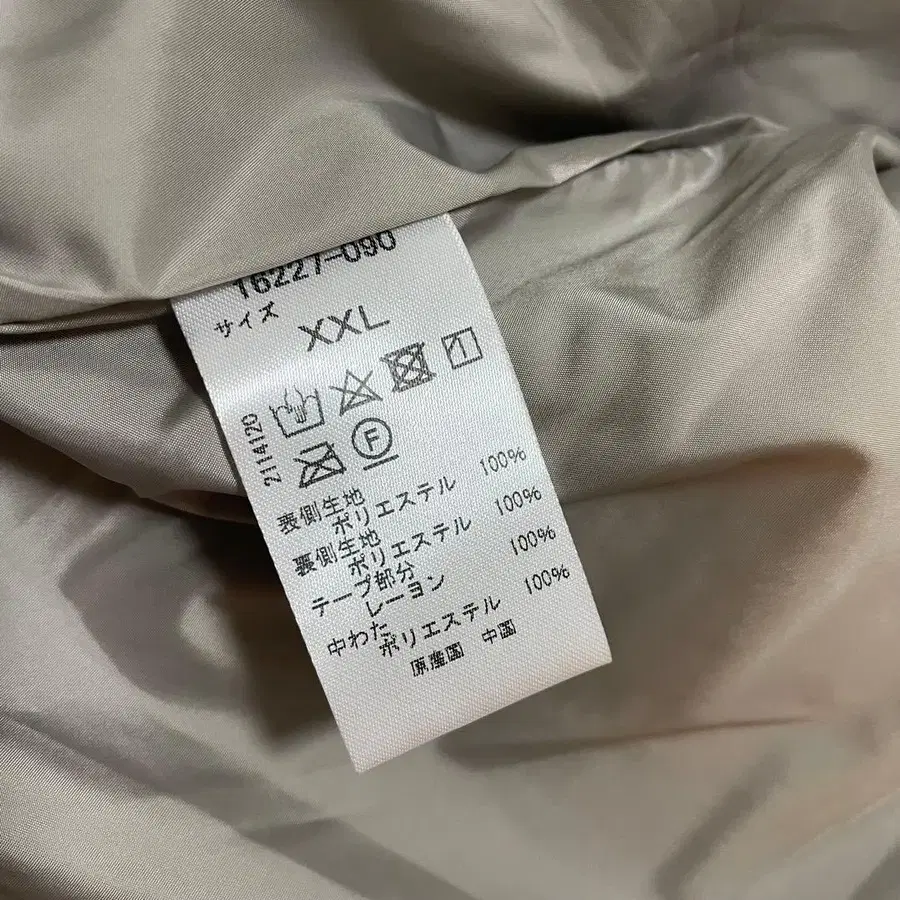 16227-090
サイズ
XXL
2114120
F
表側生地
ポリエステル 100%
裏側生地
ポリエステル 100%
テープ部分
レーヨン 100%
中わた
ポリエステル 100%
原産国 中国